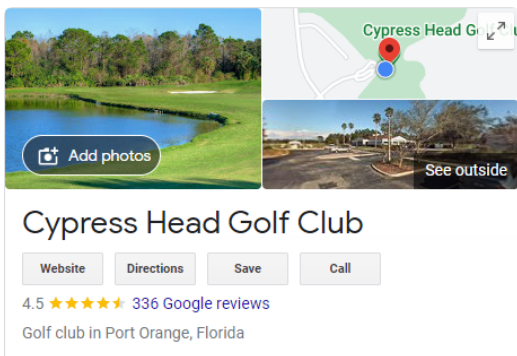 Cypress Head Go
Add photos
See outside
Cypress Head Golf Club
Website Directions Save Call
4.5 336 Google reviews
Golf club in Port Orange, Florida